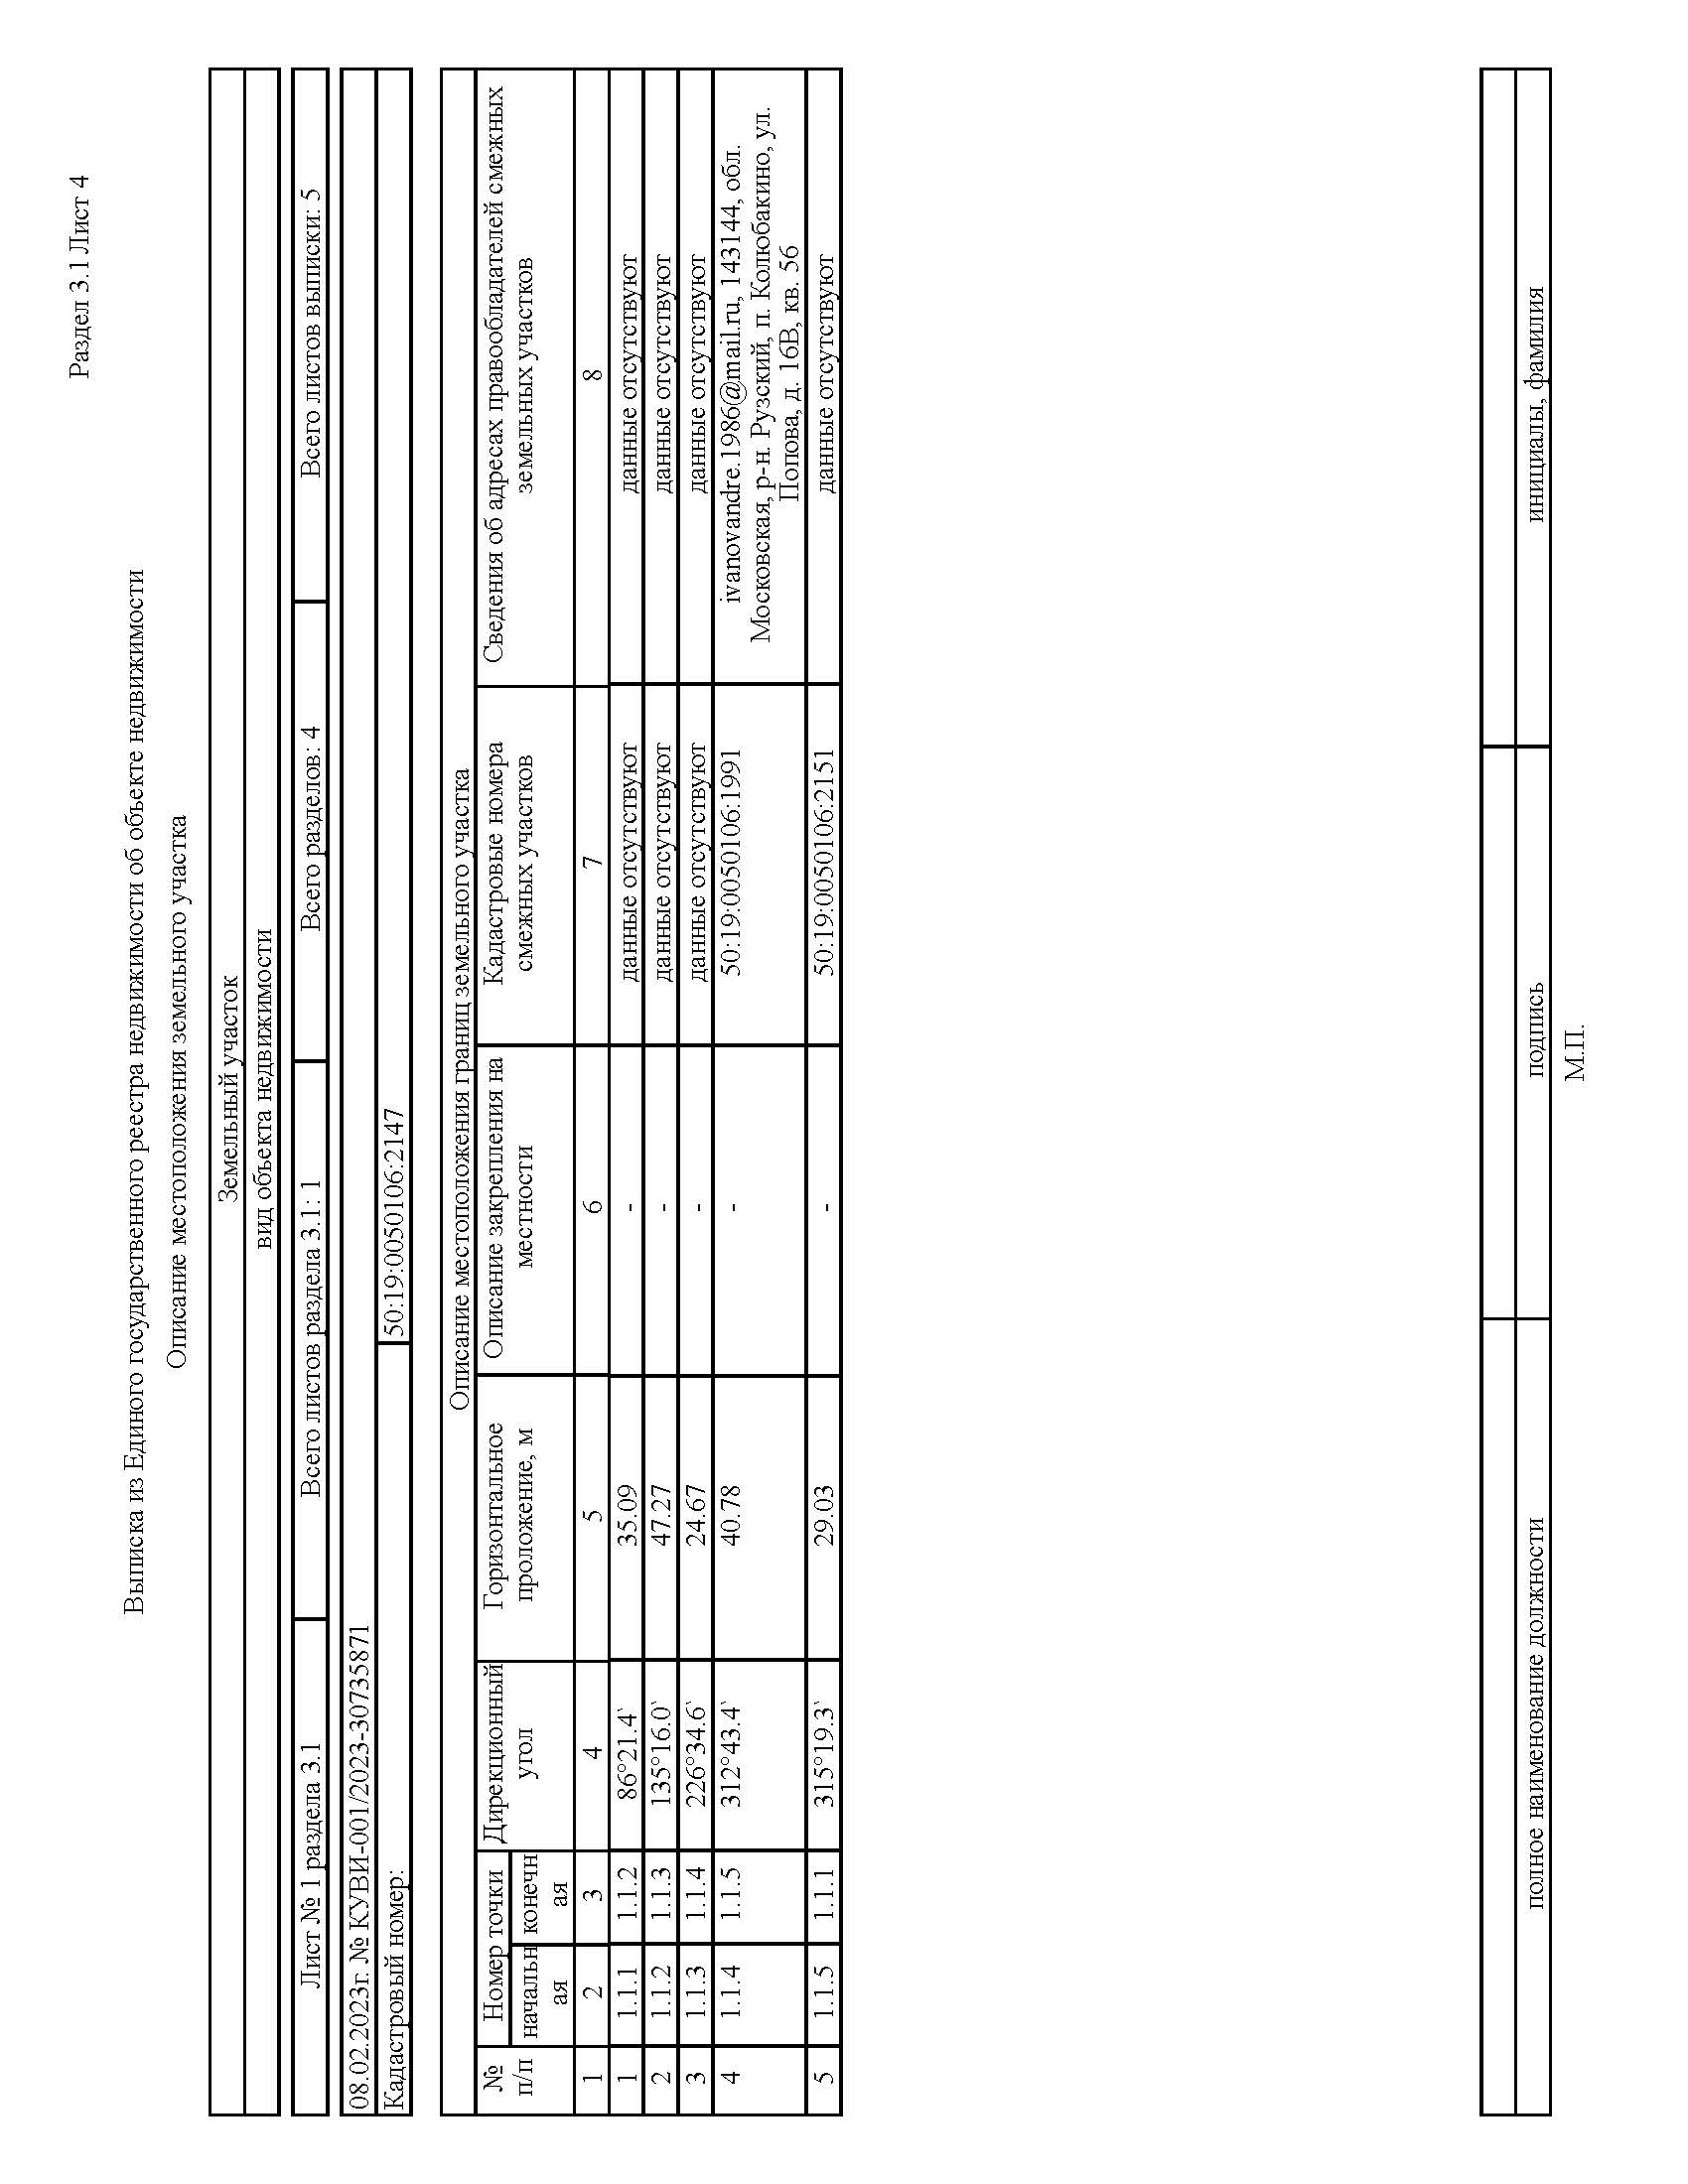 Раздел 3.1 Лист 4
Выписка из Единого государственного реестра недвижимости об объекте недвижимости
Описание местоположения земельного участка
Земельный участок
вид объекта недвижимости
Лист № 1 раздела 3.1 Всего листов раздела 3.1: 1 Всего разделов: 4 Всего листов выписки: 5
08.02.2023г. № КУВИ-001/2023-30735871
Кадастровый номер: 50:19:0050106:2147
Описание местоположения границ земельного участка
№ п/п Номер точки Дирекционный угол Горизонтальное проложение, м Описание закрепления на местности Кадастровые номера смежных участков Сведения об адресах правообладателей смежных земельных участков
начальная конечная
1 2 3 4 5 6 7 8
1 1.1.1 1.1.2 86°21.4` 35.09 - данные отсутствуют данные отсутствуют
2 1.1.2 1.1.3 135°16.0` 47.27 - данные отсутствуют данные отсутствуют
3 1.1.3 1.1.4 226°34.6` 24.67 - данные отсутствуют данные отсутствуют
4 1.1.4 1.1.5 312°43.4` 40.78 - 50:19:0050106:1991 ivanovandre.1986@mail.ru, 143144, обл.
Московская, р-н. Рузский, п. Колюбакино, ул.
Попова, д. 16В, кв. 56
5 1.1.5 1.1.1 315°19.3` 29.03 - 50:19:0050106:2151 данные отсутствуют
полное наименование должности подпись инициалы, фамилия
М.П.